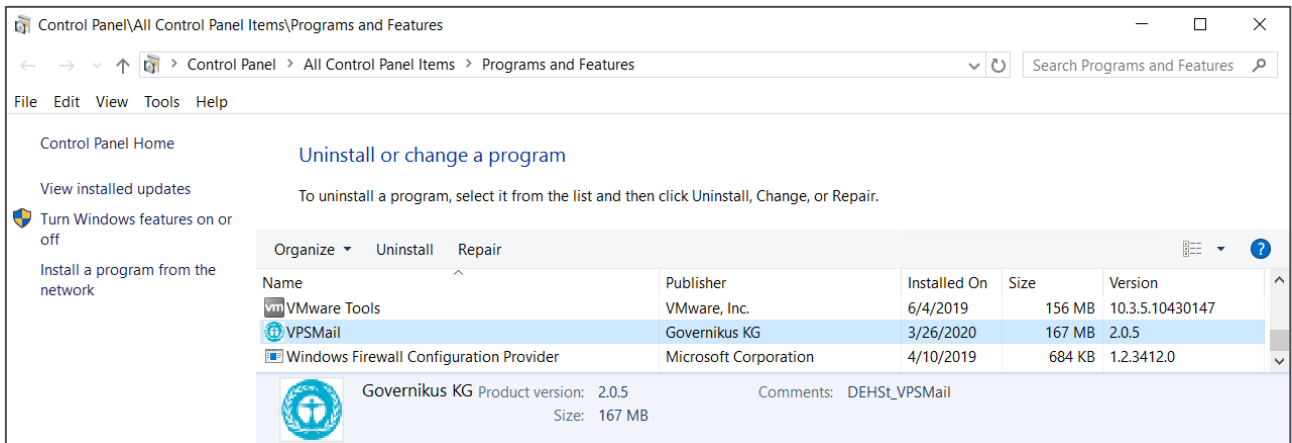 Control Panel\All Control Panel Items\Programs and Features
Control Panel > All Control Panel Items > Programs and Features
Search Programs and Features
File Edit View Tools Help
Control Panel Home
View installed updates
Turn Windows features on or
off
Install a program from the
network
Uninstall or change a program
To uninstall a program, select it from the list and then click Uninstall, Change, or Repair.
Organize Uninstall Repair
Name Publisher Installed On Size Version
vm VMware Tools VMware, Inc. 6/4/2019 156 MB 10.3.5.10430147
VPSMail Governikus KG 3/26/2020 167 MB 2.0.5
Windows Firewall Configuration Provider Microsoft Corporation 4/10/2019 684 KB 1.2.3412.0
Governikus KG Product version: 2.0.5 Comments: DEHSt_VPSMail
Size: 167 MB